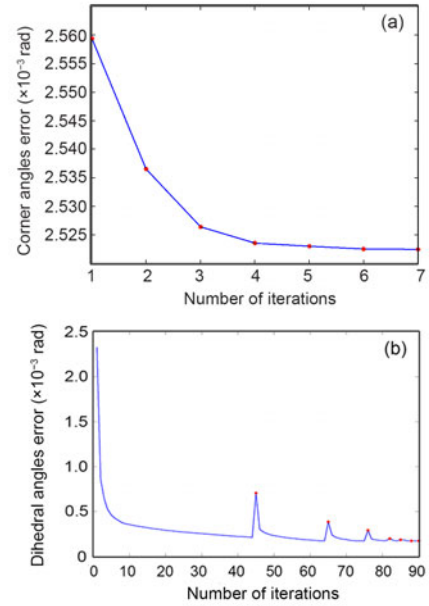 (a)
Corner angles error (×10⁻³ rad)
2.560
2.555
2.550
2.545
2.540
2.535
2.530
2.525
1 2 3 4 5 6 7
Number of iterations
(b)
Dihedral angles error (×10⁻³ rad)
2.5
2.0
1.5
1.0
0.5
0
0 10 20 30 40 50 60 70 80 90
Number of iterations